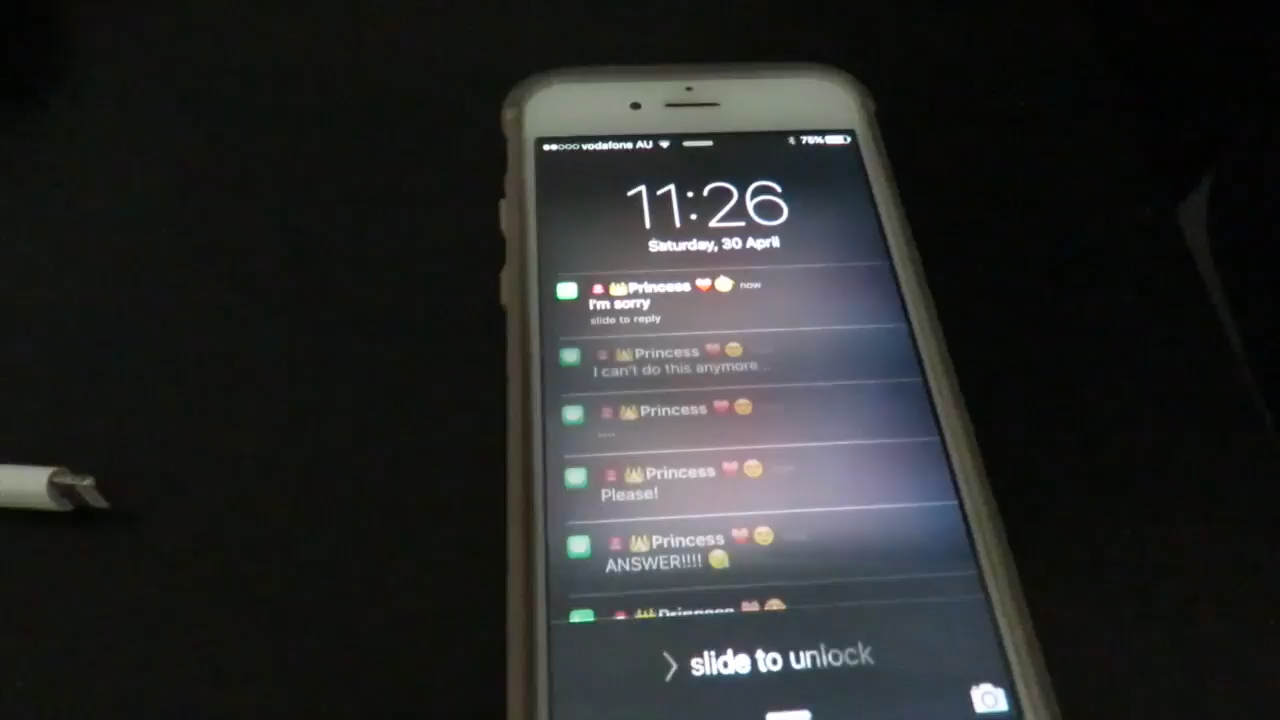 vodafone AU
75%
11:26
Saturday, 30 April
Princess
now
I'm sorry
slide to reply
Princess
I can't do this anymore...
Princess
....
Princess
Please!
Princess
ANSWER!!!!
Princess
slide to unlock